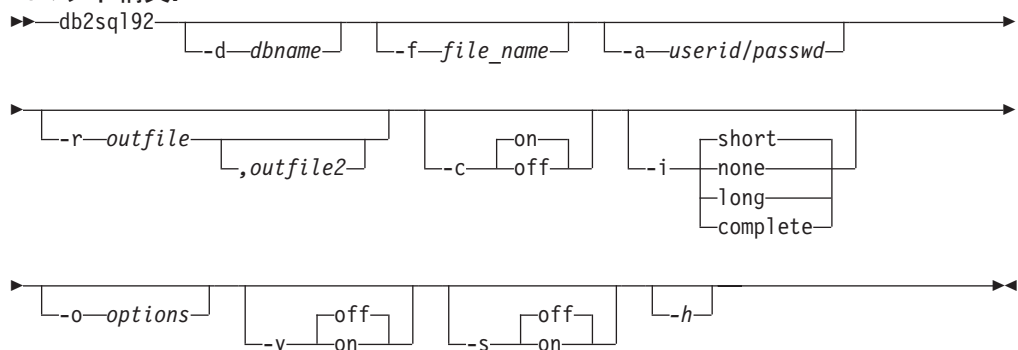 db2sql92 -d dbname -f file_name -a userid/passwd
-r outfile ,outfile2 -c on off -i short none long complete
-o options -v off on -s off on -h